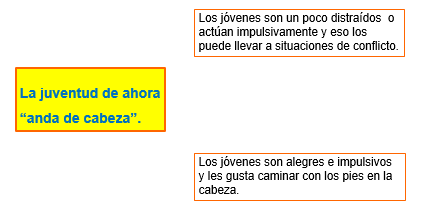 Los jóvenes son un poco distraídos o
actúan impulsivamente y eso los
puede llevar a situaciones de conflicto.
La juventud de ahora
“anda de cabeza”.
Los jóvenes son alegres e impulsivos
y les gusta caminar con los pies en la
cabeza.